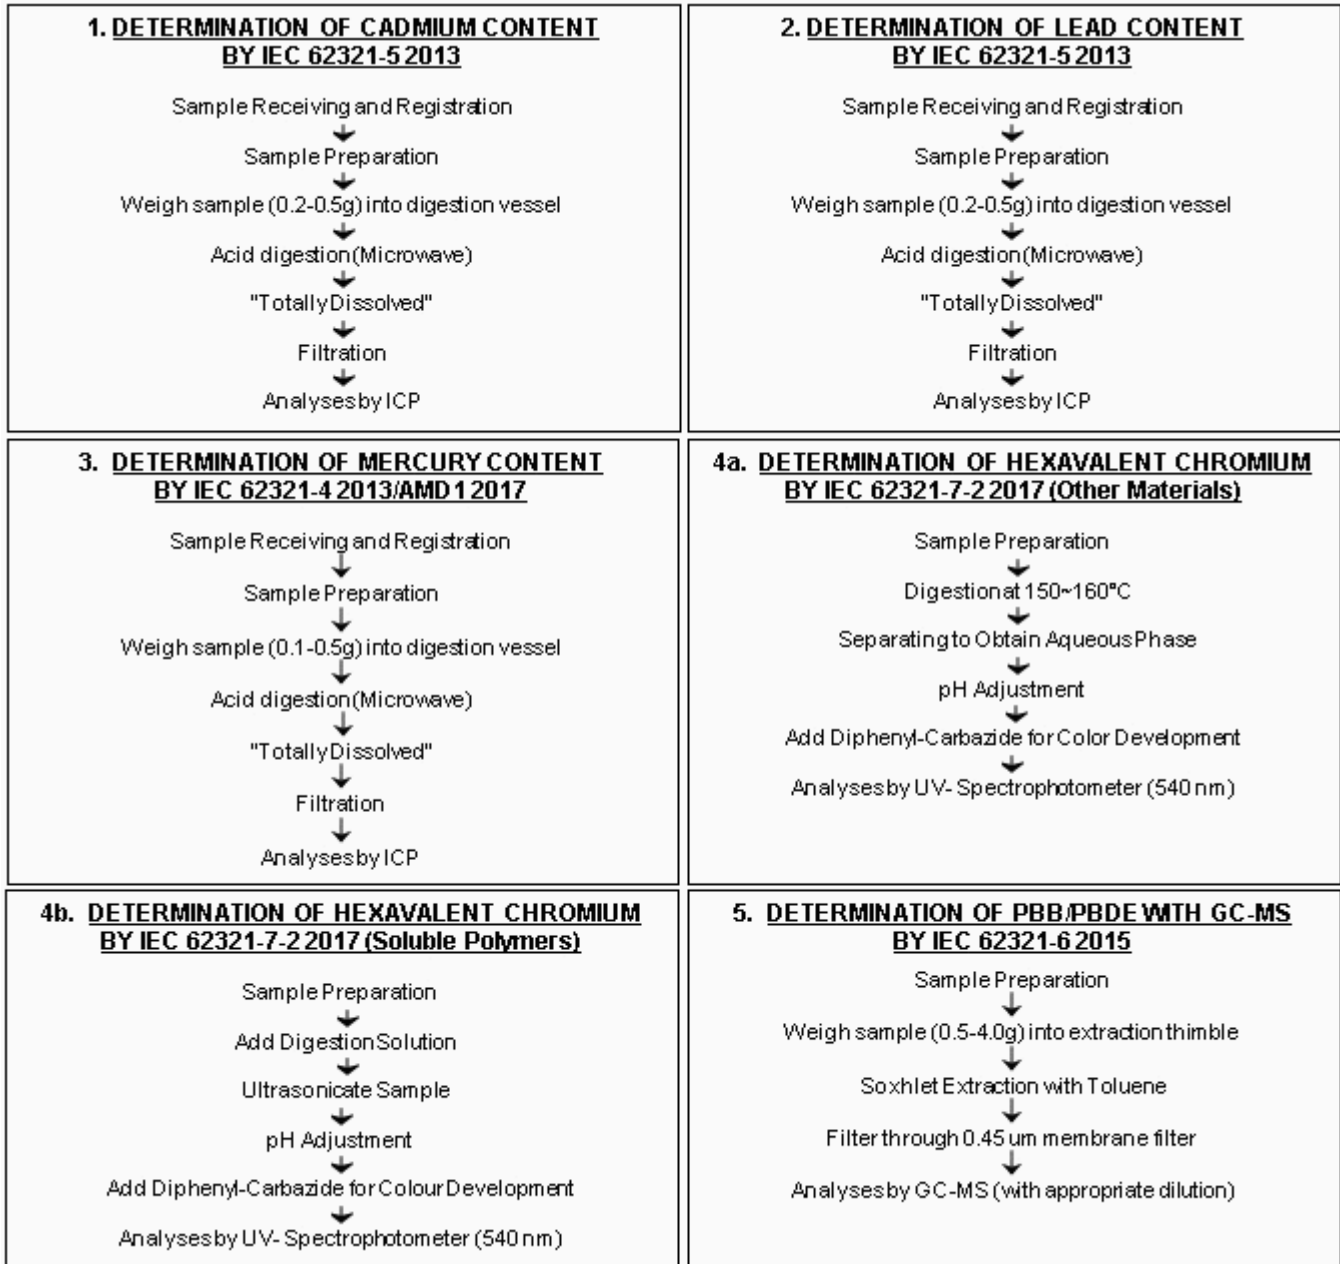 1. DETERMINATION OF CADMIUM CONTENT
BY IEC 62321-5 2013
Sample Receiving and Registration
Sample Preparation
Weigh sample (0.2-0.5g) into digestion vessel
Acid digestion (Microwave)
"Totally Dissolved"
Filtration
Analyses by ICP
2. DETERMINATION OF LEAD CONTENT
BY IEC 62321-5 2013
Sample Receiving and Registration
Sample Preparation
Weigh sample (0.2-0.5g) into digestion vessel
Acid digestion (Microwave)
"Totally Dissolved"
Filtration
Analyses by ICP
3. DETERMINATION OF MERCURY CONTENT
BY IEC 62321-4 2013/AMD1 2017
Sample Receiving and Registration
Sample Preparation
Weigh sample (0.1-0.5g) into digestion vessel
Acid digestion (Microwave)
"Totally Dissolved"
Filtration
Analyses by ICP
4a. DETERMINATION OF HEXAVALENT CHROMIUM
BY IEC 62321-7-2 2017 (Other Materials)
Sample Preparation
Digestion at 150~160°C
Separating to Obtain Aqueous Phase
pH Adjustment
Add Diphenyl-Carbazide for Color Development
Analyses by UV- Spectrophotometer (540 nm)
4b. DETERMINATION OF HEXAVALENT CHROMIUM
BY IEC 62321-7-2 2017 (Soluble Polymers)
Sample Preparation
Add Digestion Solution
Ultrasonicate Sample
pH Adjustment
Add Diphenyl-Carbazide for Colour Development
Analyses by UV- Spectrophotometer (540 nm)
5. DETERMINATION OF PBB/PBDE WITH GC-MS
BY IEC 62321-6 2015
Sample Preparation
Weigh sample (0.5-4.0g) into extraction thimble
Soxhlet Extraction with Toluene
Filter through 0.45 um membrane filter
Analyses by GC-MS (with appropriate dilution)